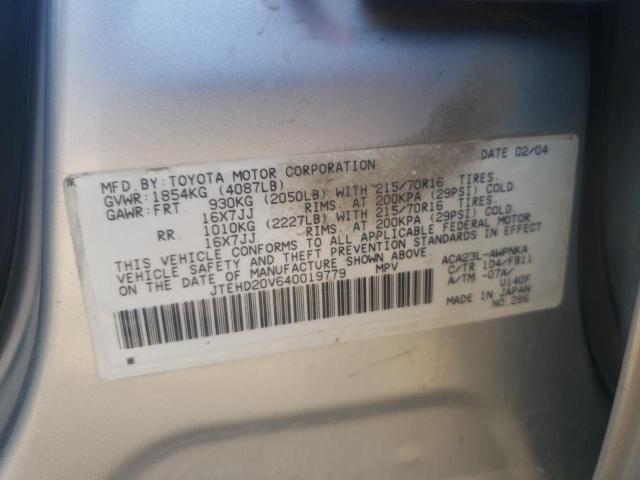 MFD.BY:TOYOTA MOTOR CORPORATION DATE 02/04
GVWR:1854KG (4087LB)
GAWR:FRT. 930KG (2050LB) WITH 215/70R16 TIRES.
16X7JJ RIMS. AT 200KPA (29PSI) COLD
RR. 1010KG (2227LB) WITH 215/70R16 TIRES.
16X7JJ RIMS. AT 200KPA (29PSI) COLD.
THIS VEHICLE CONFORMS TO ALL APPLICABLE FEDERAL MOTOR
VEHICLE SAFETY AND THEFT PREVENTION STANDARDS IN EFFECT
ON THE DATE OF MANUFACTURE SHOWN ABOVE.
JTEHD20V640019779 MPV
ACA23L-AWPNKA
C/TR 1D4/FB11
A/TM -07A/
U140F
MADE IN JAPAN
NO.286